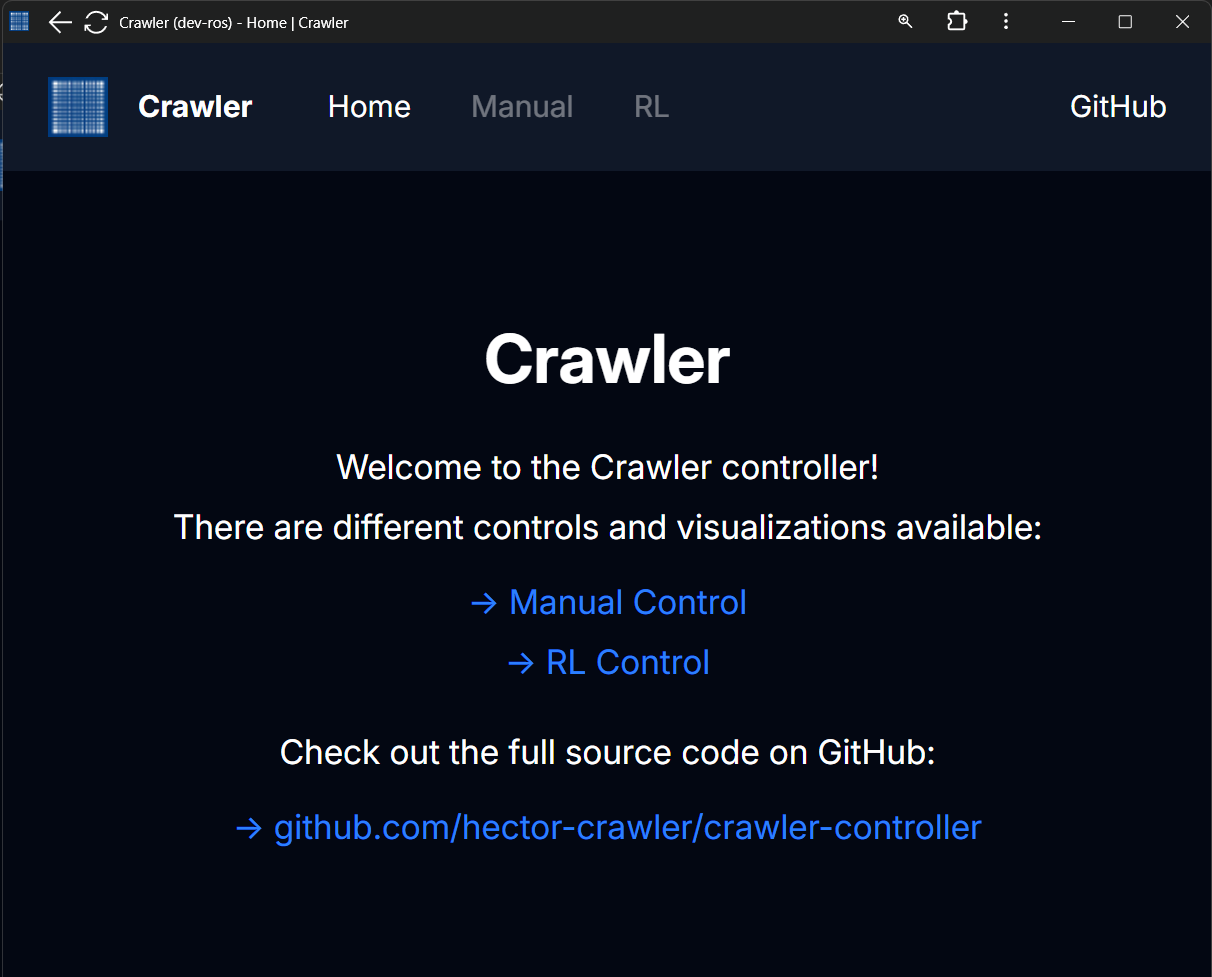 Crawler (dev-ros) - Home | Crawler
Crawler Home Manual RL GitHub
Crawler
Welcome to the Crawler controller!
There are different controls and visualizations available:
→ Manual Control
→ RL Control
Check out the full source code on GitHub:
→ github.com/hector-crawler/crawler-controller